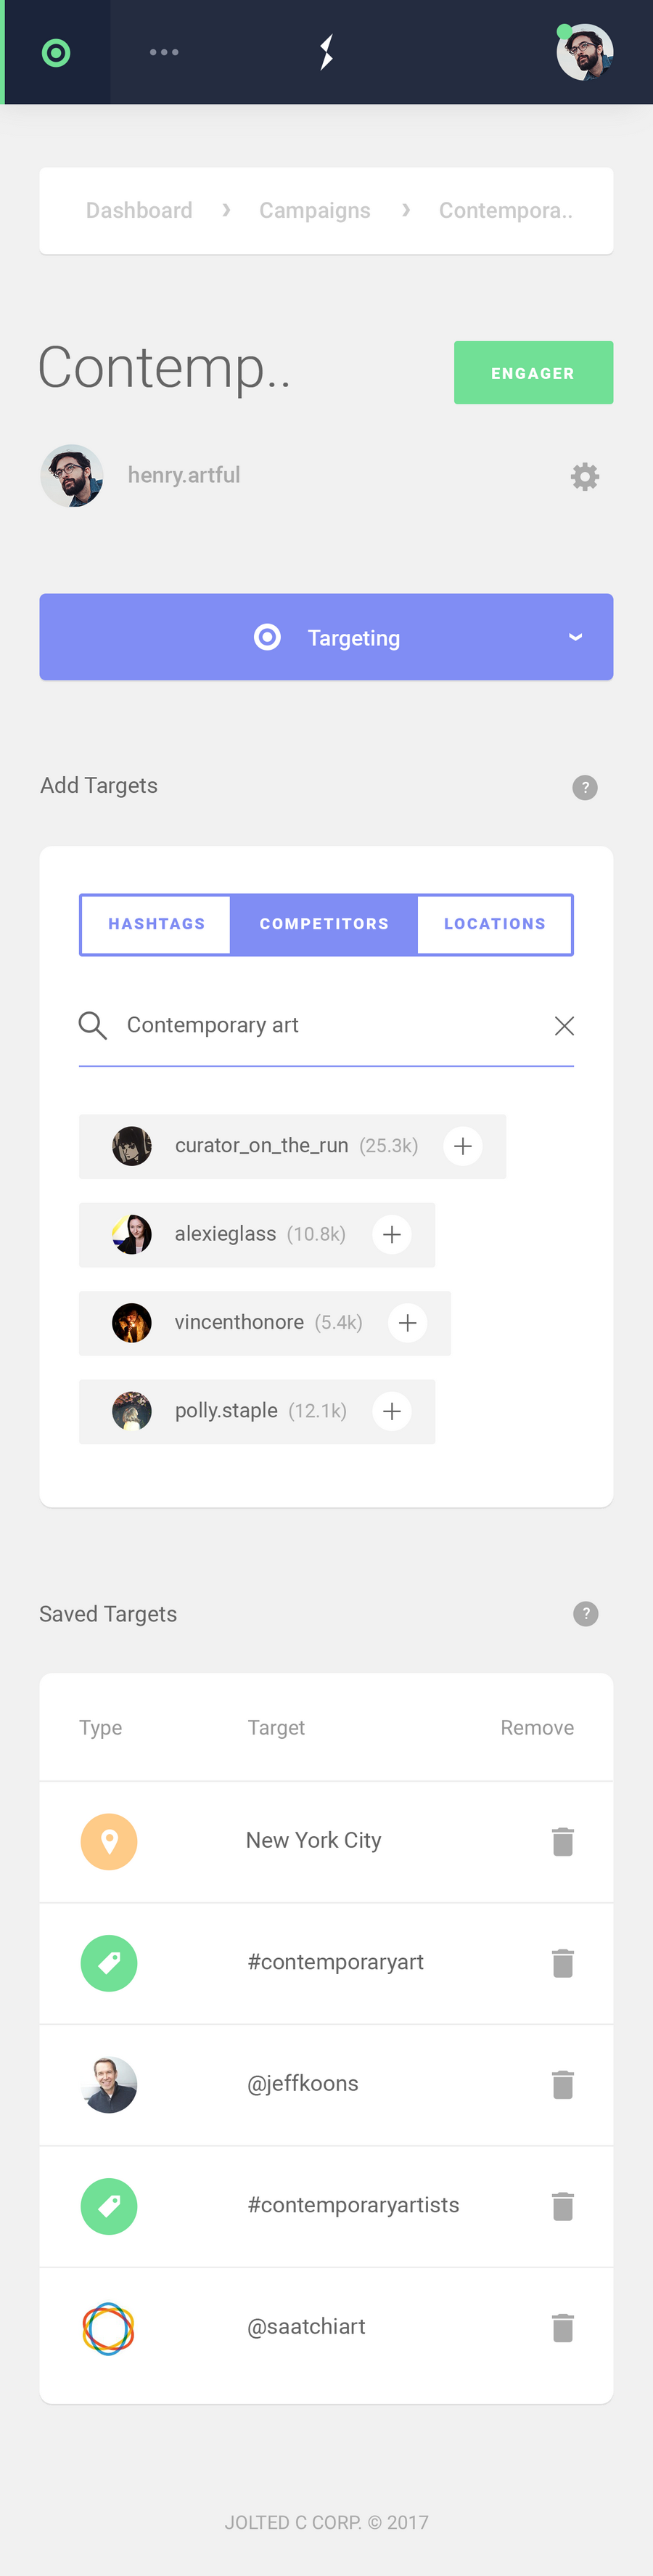 Dashboard › Campaigns › Contempora..
Contemp..
ENGAGER
henry.artful
Targeting
Add Targets
?
HASHTAGS COMPETITORS LOCATIONS
Contemporary art
curator_on_the_run (25.3k)
alexieglass (10.8k)
vincenthonore (5.4k)
polly.staple (12.1k)
Saved Targets
?
Type Target Remove
New York City
#contemporaryart
@jeffkoons
#contemporaryartists
@saatchiart
JOLTED C CORP. © 2017